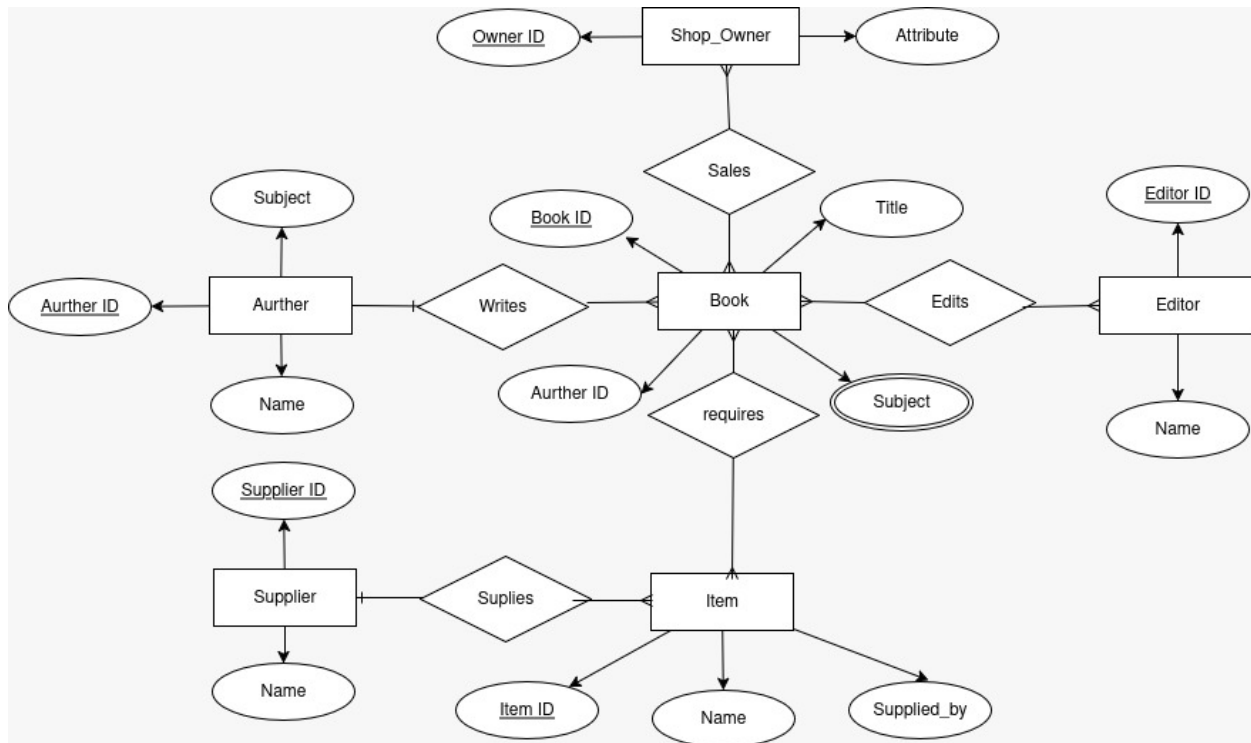 Owner ID
Shop_Owner
Attribute
Sales
Subject
Book ID
Title
Editor ID
Aurther ID
Aurther
Writes
Book
Edits
Editor
Name
Aurther ID
requires
Subject
Name
Supplier ID
Supplier
Suplies
Item
Name
Item ID
Name
Supplied_by